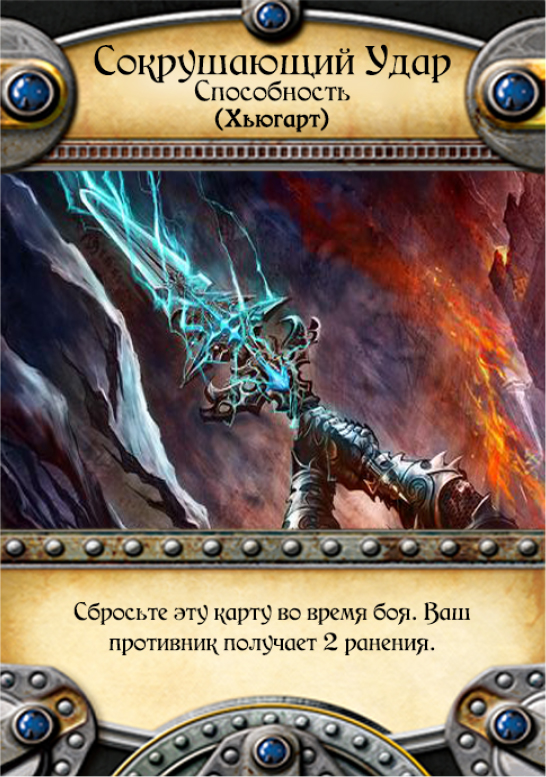 Сокрушающий Удар
Способность
(Хьюгарт)
Сбросьте эту карту во время боя. Ваш
противник получает 2 ранения.